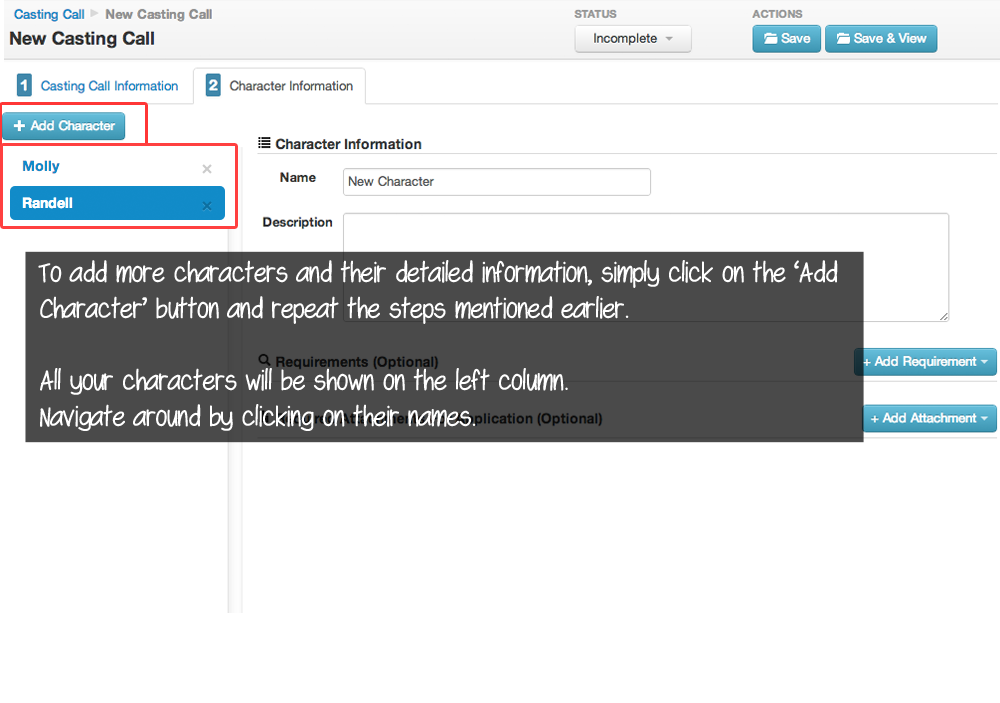 Casting Call New Casting Call
New Casting Call
STATUS
Incomplete
ACTIONS
Save
Save & View
1 Casting Call Information
2 Character Information
+ Add Character
Molly ×
Randell ×
Character Information
Name New Character
Description
To add more characters and their detailed information, simply click on the ‘Add
Character’ button and repeat the steps mentioned earlier.
All your characters will be shown on the left column.
Navigate around by clicking on their names.
Requirements (Optional)
+ Add Requirement
(Optional)
+ Add Attachment